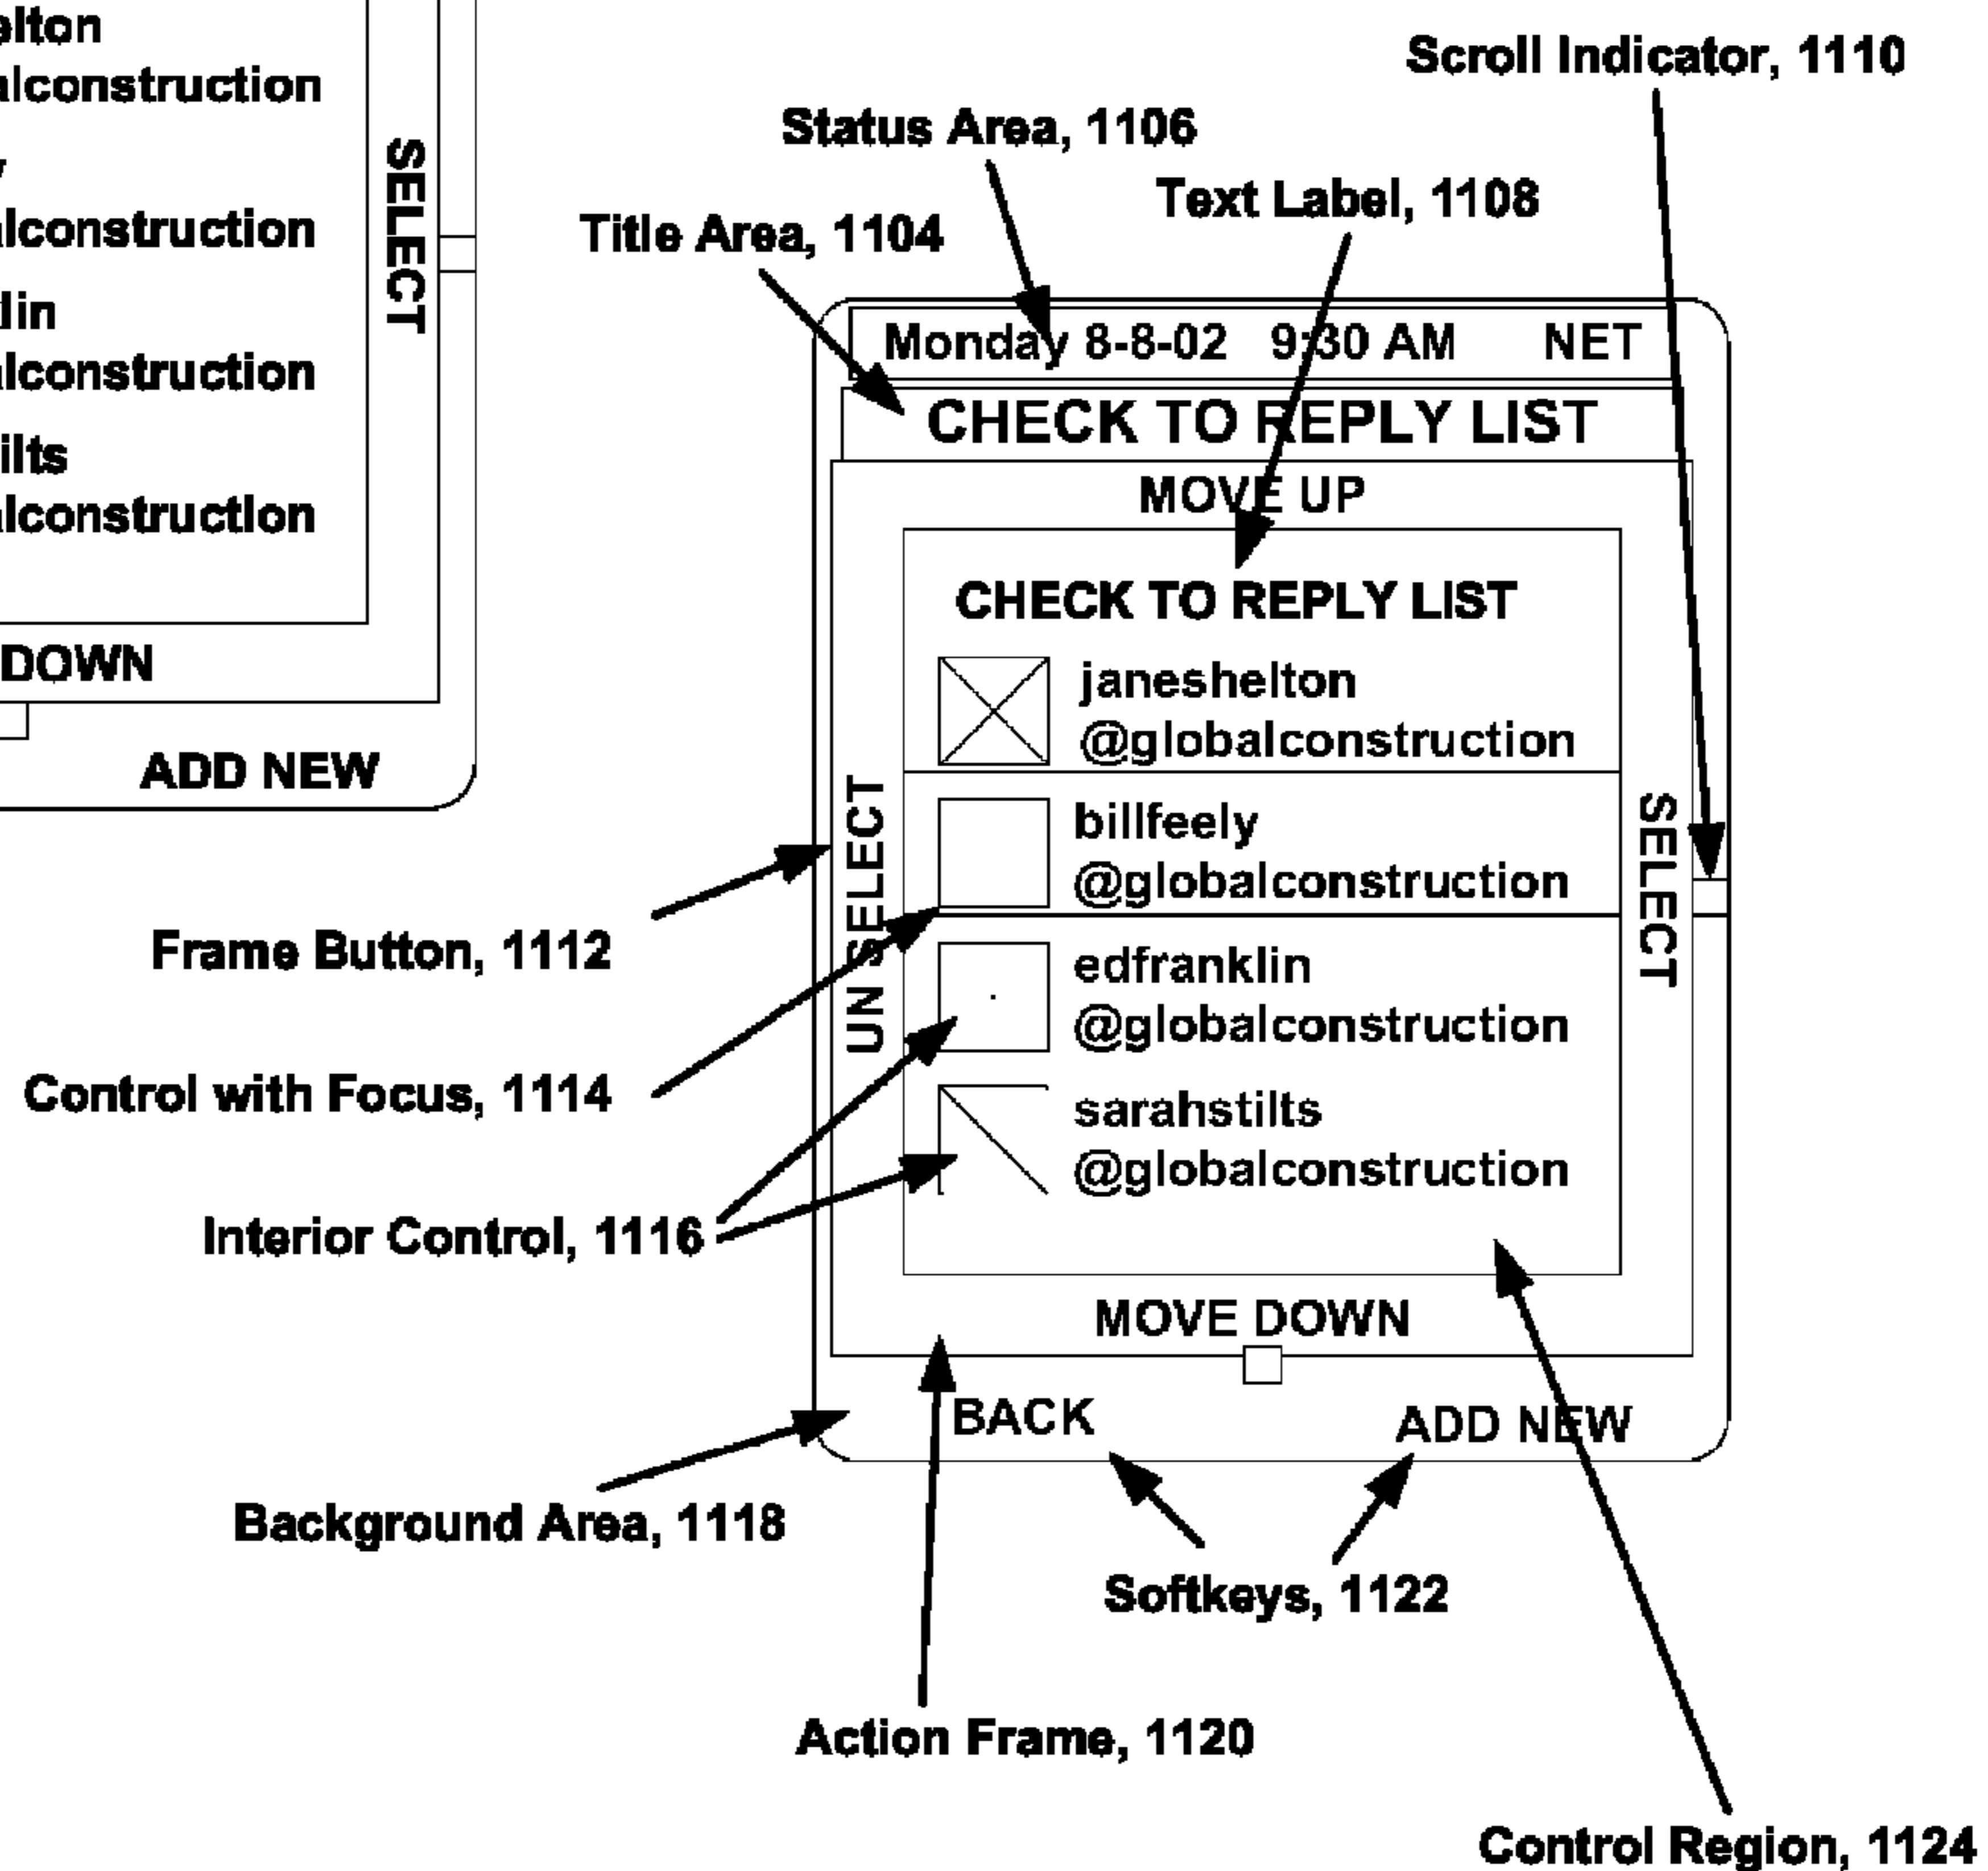 elton
alconstruction
alconstruction
lin
alconstruction
ilts
alconstruction
SELECT
DOWN
ADD NEW
Scroll Indicator, 1110
Status Area, 1106
Text Label, 1108
Title Area, 1104
Monday 8-8-02 9:30 AM NET
CHECK TO REPLY LIST
MOVE UP
CHECK TO REPLY LIST
janeshelton
@globalconstruction
billfeely
@globalconstruction
edfranklin
@globalconstruction
sarahstilts
@globalconstruction
UN SELECT
SELECT
MOVE DOWN
BACK ADD NEW
Frame Button, 1112
Control with Focus, 1114
Interior Control, 1116
Background Area, 1118
Softkeys, 1122
Action Frame, 1120
Control Region, 1124